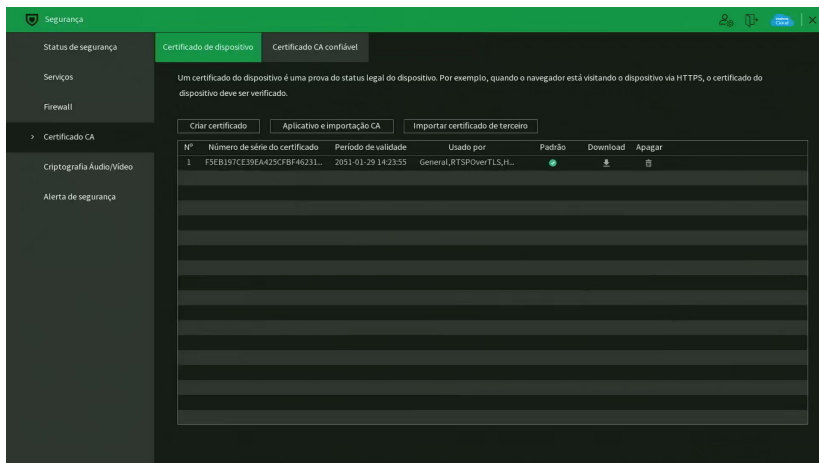 Segurança
Cloud
Status de segurança
Serviços
Firewall
Certificado CA
Criptografia Áudio/Vídeo
Alerta de segurança
Certificado de dispositivo
Certificado CA confiável
Um certificado do dispositivo é uma prova do status legal do dispositivo. Por exemplo, quando o navegador está visitando o dispositivo via HTTPS, o certificado do
dispositivo deve ser verificado.
Criar certificado
Aplicativo e importação CA
Importar certificado de terceiro
Nº Número de série do certificado Período de validade Usado por Padrão Download Apagar
1 F5EB197CE39EA425CFBF46231... 2051-01-29 14:23:55 General,RTSPOverTLS,H...